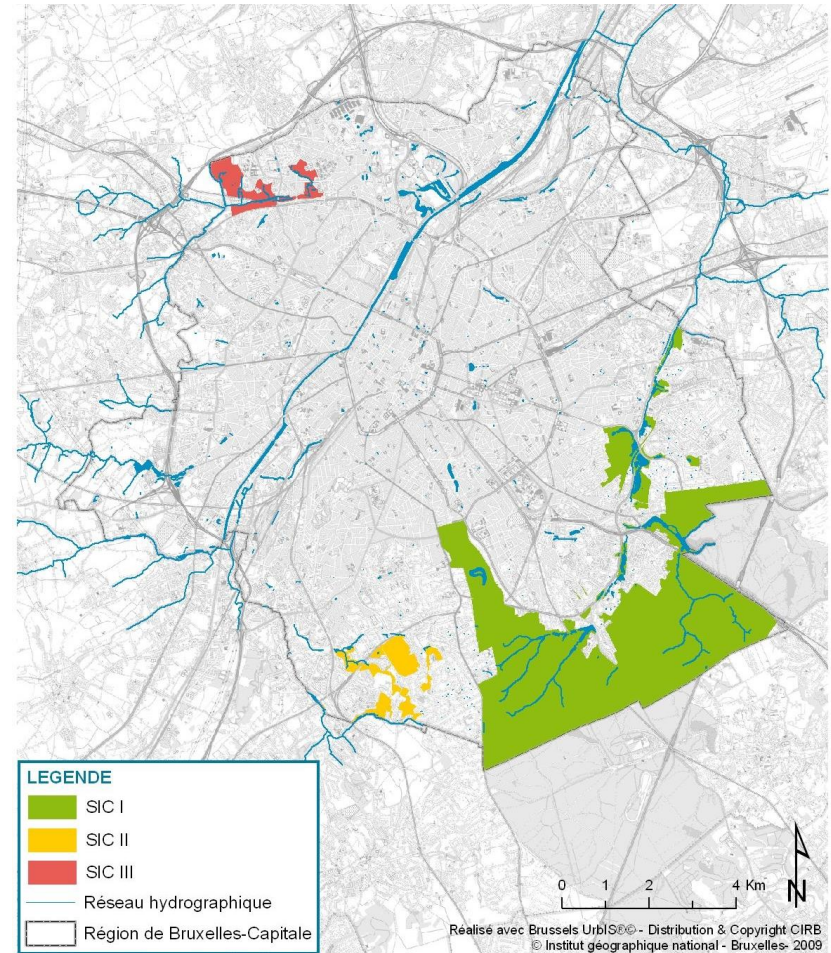 LEGENDE
SIC I
SIC II
SIC III
Réseau hydrographique
Région de Bruxelles-Capitale
0 1 2 4 Km
N
Réalisé avec Brussels UrbIS®© - Distribution & Copyright CIRB
© Institut géographique national - Bruxelles- 2009